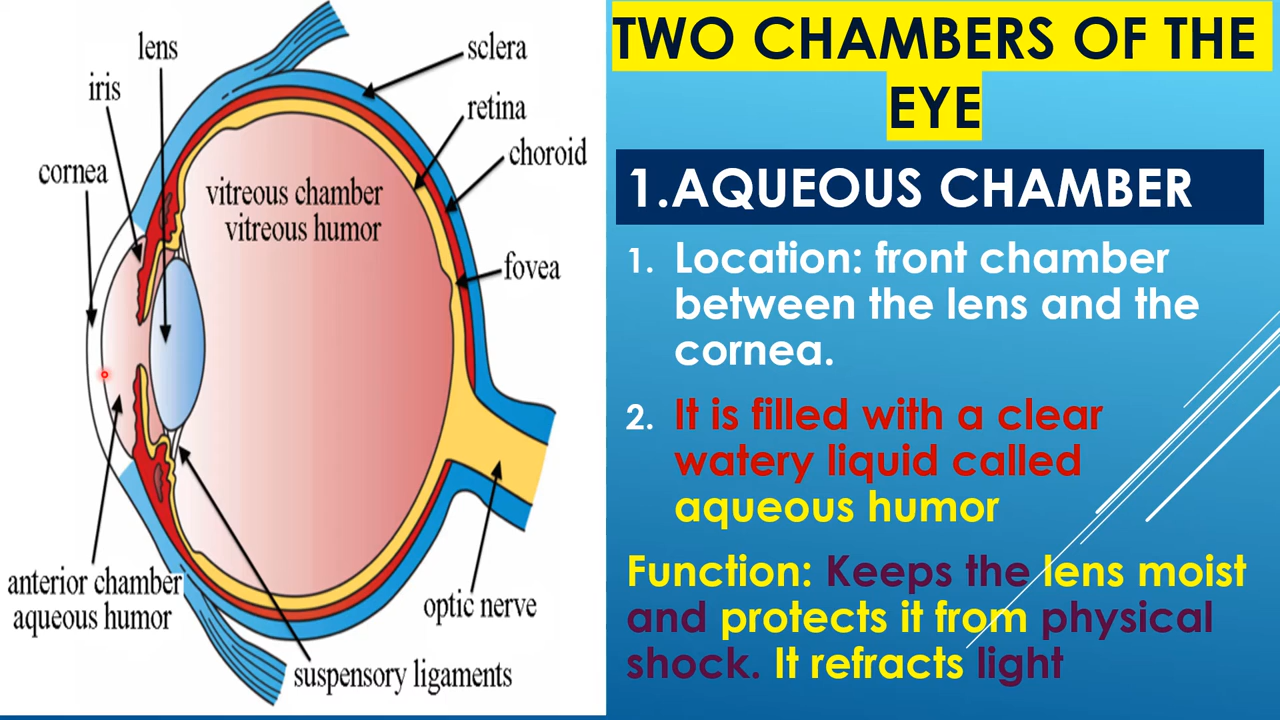 lens
iris
cornea
sclera
retina
choroid
vitreous chamber
vitreous humor
fovea
anterior chamber
aqueous humor
optic nerve
suspensory ligaments
TWO CHAMBERS OF THE
EYE
1.AQUEOUS CHAMBER
1. Location: front chamber
between the lens and the
cornea.
2. It is filled with a clear
watery liquid called
aqueous humor
Function: Keeps the lens moist
and protects it from physical
shock. It refracts light